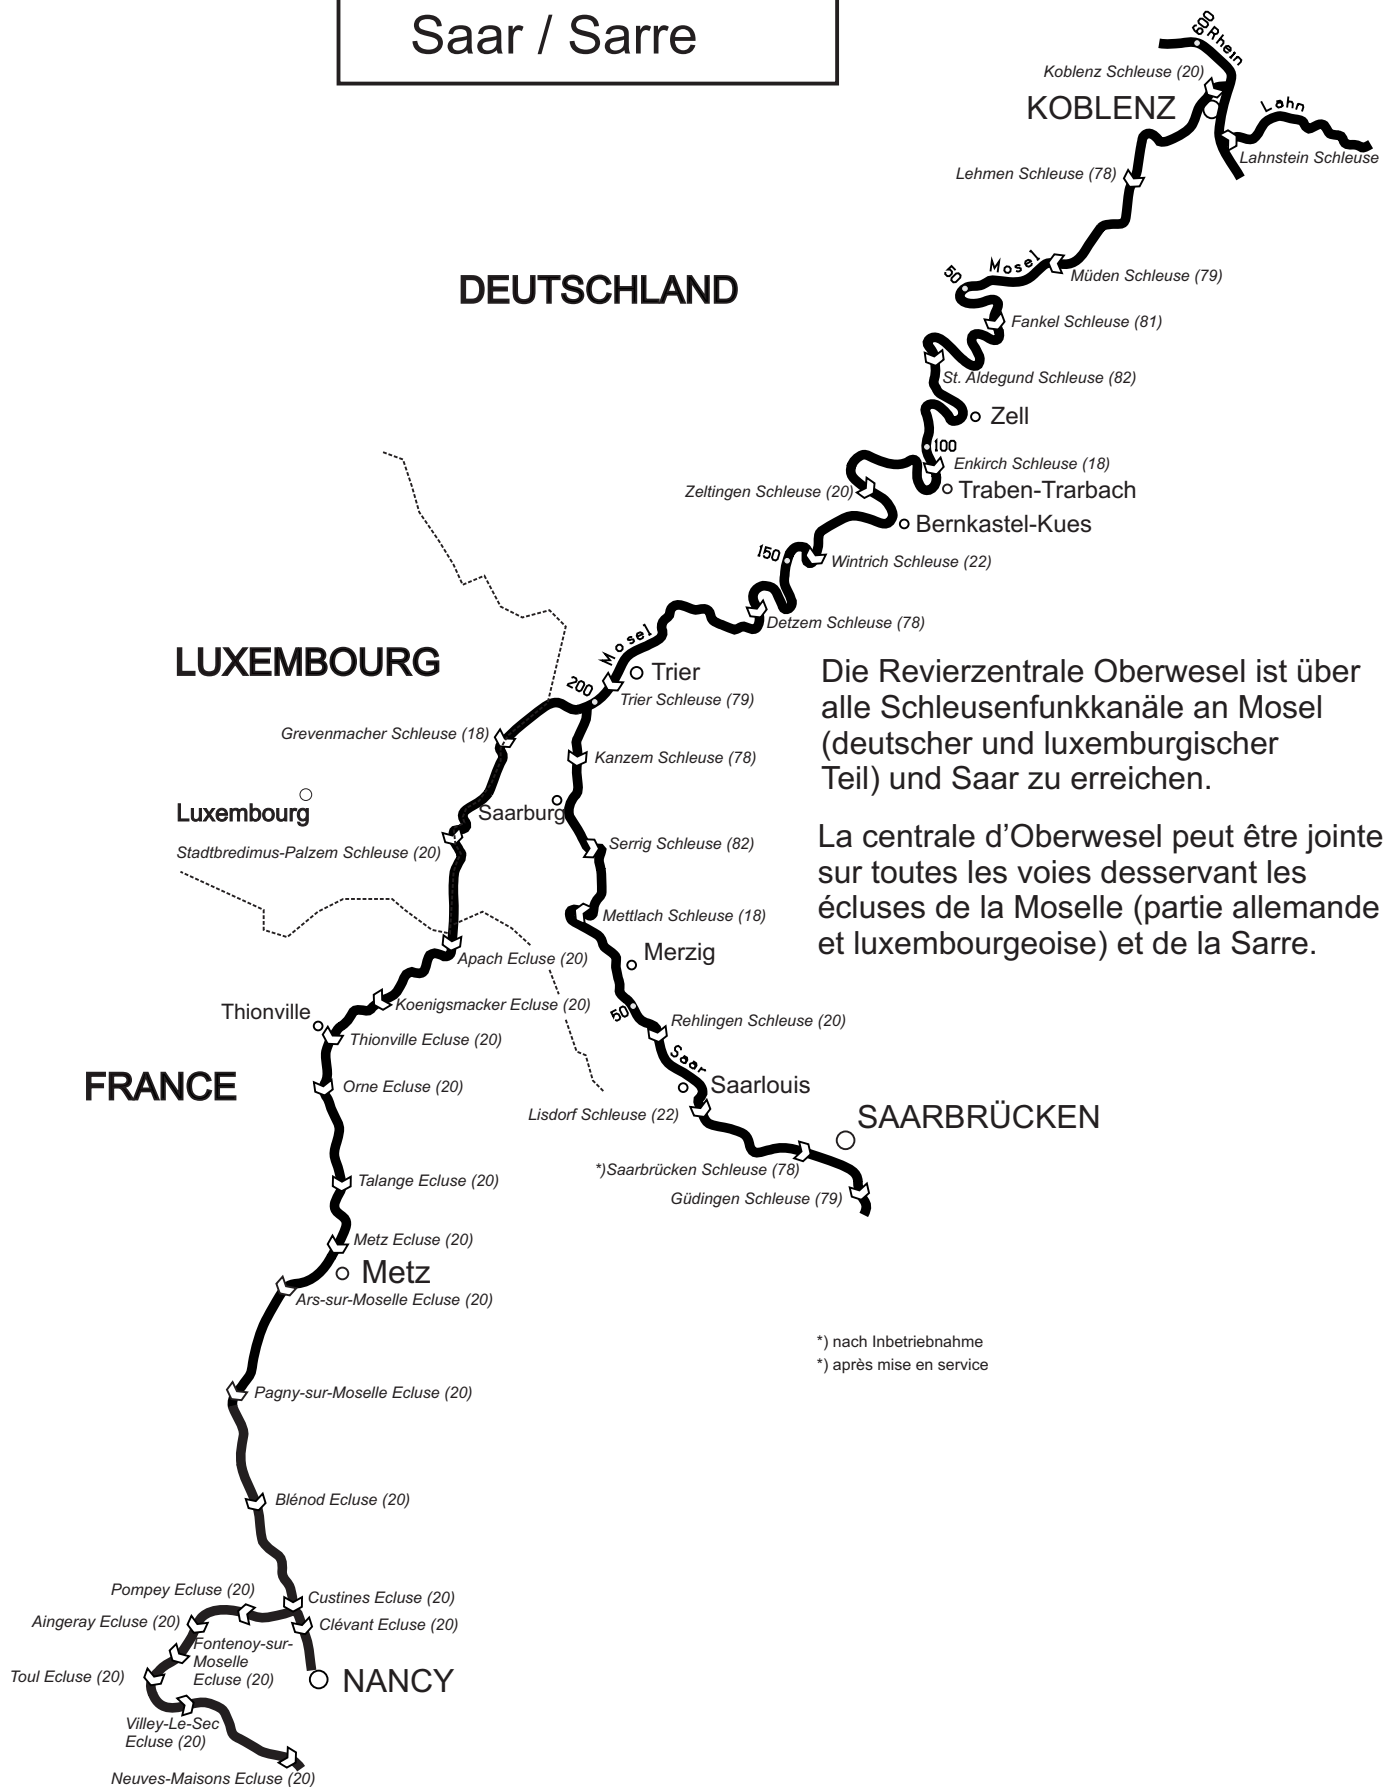 Saar / Sarre
600
Rhein
Koblenz Schleuse (20)
KOBLENZ
Lahn
Lahnstein Schleuse
Lehmen Schleuse (78)
DEUTSCHLAND
50
Mosel
Müden Schleuse (79)
Fankel Schleuse (81)
St. Aldegund Schleuse (82)
Zell
100
Enkirch Schleuse (18)
Zeltingen Schleuse (20)
Traben-Trarbach
Bernkastel-Kues
150
Wintrich Schleuse (22)
Detzem Schleuse (78)
LUXEMBOURG
Mosel
Trier
200
Trier Schleuse (79)
Die Revierzentrale Oberwesel ist über
alle Schleusenfunkkanäle an Mosel
(deutscher und luxemburgischer
Teil) und Saar zu erreichen.
Grevenmacher Schleuse (18)
Kanzem Schleuse (78)
Luxembourg
Saarburg
Stadtbredimus-Palzem Schleuse (20)
Serrig Schleuse (82)
La centrale d’Oberwesel peut être jointe
sur toutes les voies desservant les
écluses de la Moselle (partie allemande
et luxembourgeoise) et de la Sarre.
Mettlach Schleuse (18)
Merzig
Apach Ecluse (20)
Koenigsmacker Ecluse (20)
Thionville
50
Rehlingen Schleuse (20)
Thionville Ecluse (20)
Saar
FRANCE
Orne Ecluse (20)
Saarlouis
Lisdorf Schleuse (22)
SAARBRÜCKEN
*)Saarbrücken Schleuse (78)
Talange Ecluse (20)
Güdingen Schleuse (79)
Metz Ecluse (20)
Metz
Ars-sur-Moselle Ecluse (20)
*) nach Inbetriebnahme
*) après mise en service
Pagny-sur-Moselle Ecluse (20)
Blénod Ecluse (20)
Pompey Ecluse (20)
Custines Ecluse (20)
Aingeray Ecluse (20)
Clévant Ecluse (20)
Fontenoy-sur-
Moselle
Ecluse (20)
Toul Ecluse (20)
NANCY
Villey-Le-Sec
Ecluse (20)
Neuves-Maisons Ecluse (20)